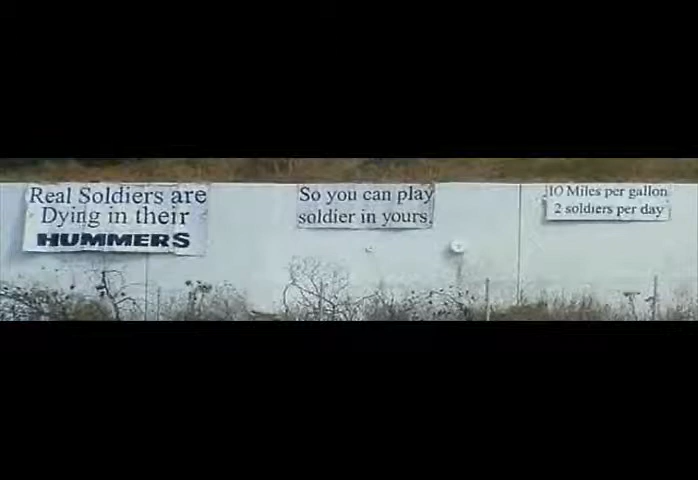 Real Soldiers are
Dying in their
HUMMERS
So you can play
soldier in yours.
10 Miles per gallon
2 soldiers per day